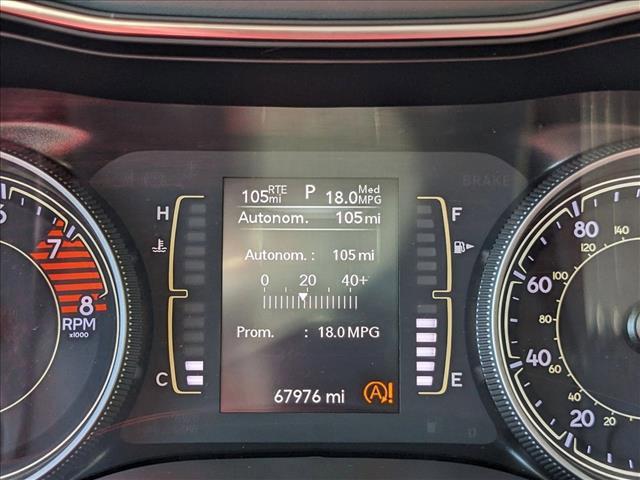 105 mi RTE P 18.0 Med MPG
Autonom. 105 mi
Autonom. : 105 mi
0 20 40+
Prom. : 18.0 MPG
67976 mi A!
H
C
F
E
BRAKE
6 7 8
RPM
x1000
80
60
40
20
140
120
100
80
60
40
20